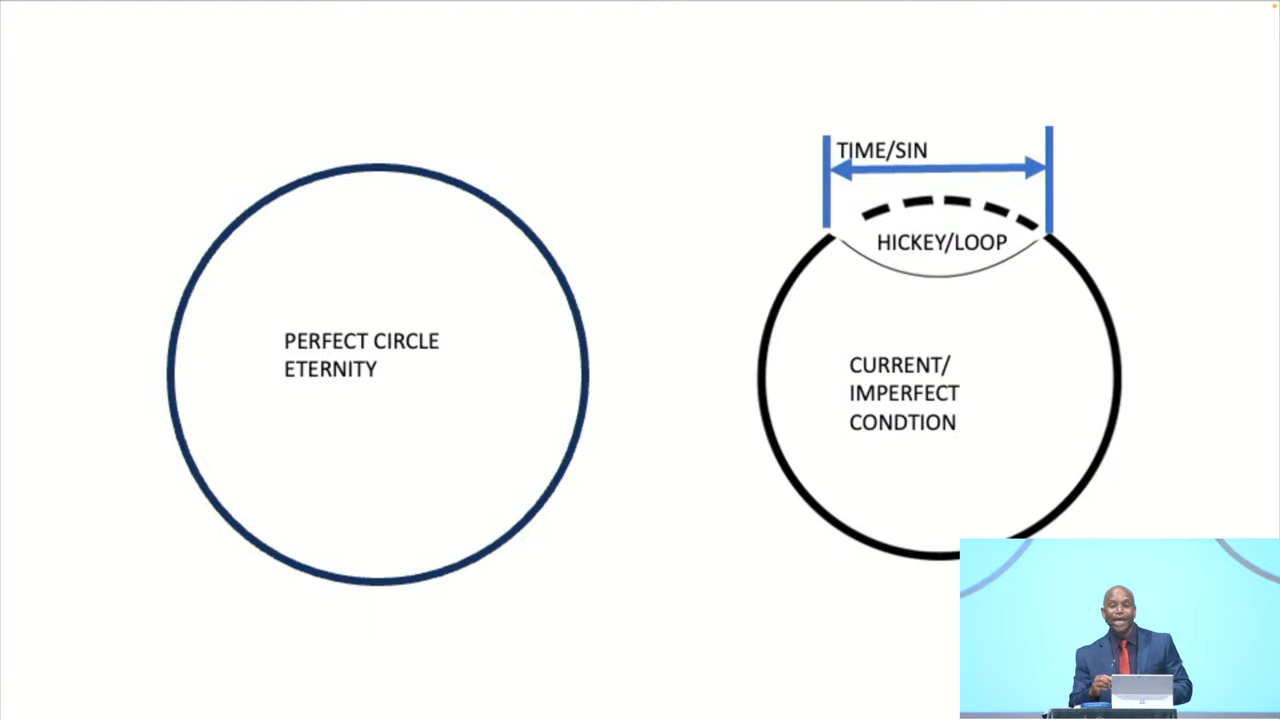 PERFECT CIRCLE
ETERNITY
TIME/SIN
HICKEY/LOOP
CURRENT/
IMPERFECT
CONDTION